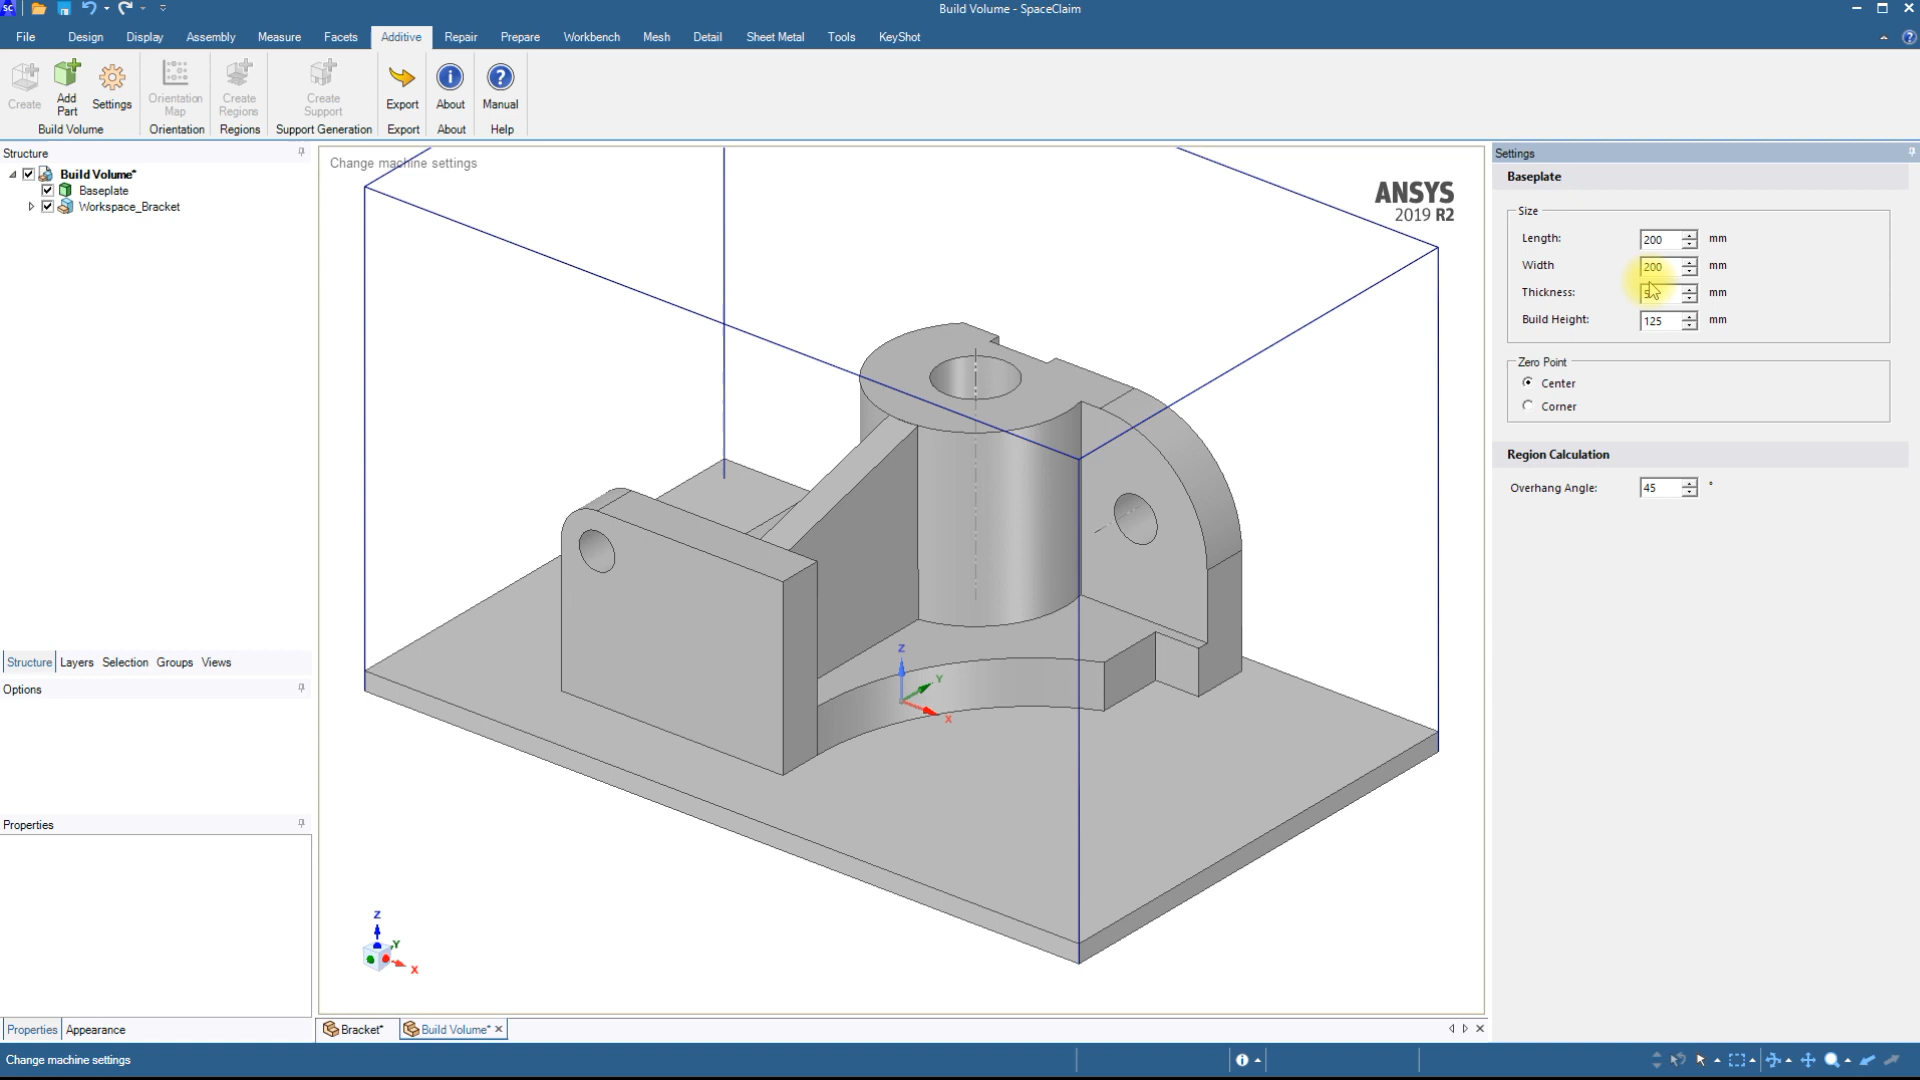 Build Volume - SpaceClaim
File Design Display Assembly Measure Facets Additive Repair Prepare Workbench Mesh Detail Sheet Metal Tools KeyShot
Create
Add Part
Settings
Build Volume
Orientation Map
Orientation
Create Regions
Regions
Create Support
Support Generation
Export
Export
About
About
Manual
Help
Structure
Build Volume*
Baseplate
Workspace_Bracket
Structure Layers Selection Groups Views
Options
Properties
Properties Appearance
Change machine settings
ANSYS
2019 R2
Z
Y
X
Z
Y
X
Bracket*
Build Volume*
Settings
Baseplate
Size
Length: 200 mm
Width 200 mm
Thickness: 5 mm
Build Height: 125 mm
Zero Point
Center
Corner
Region Calculation
Overhang Angle: 45 °
Change machine settings